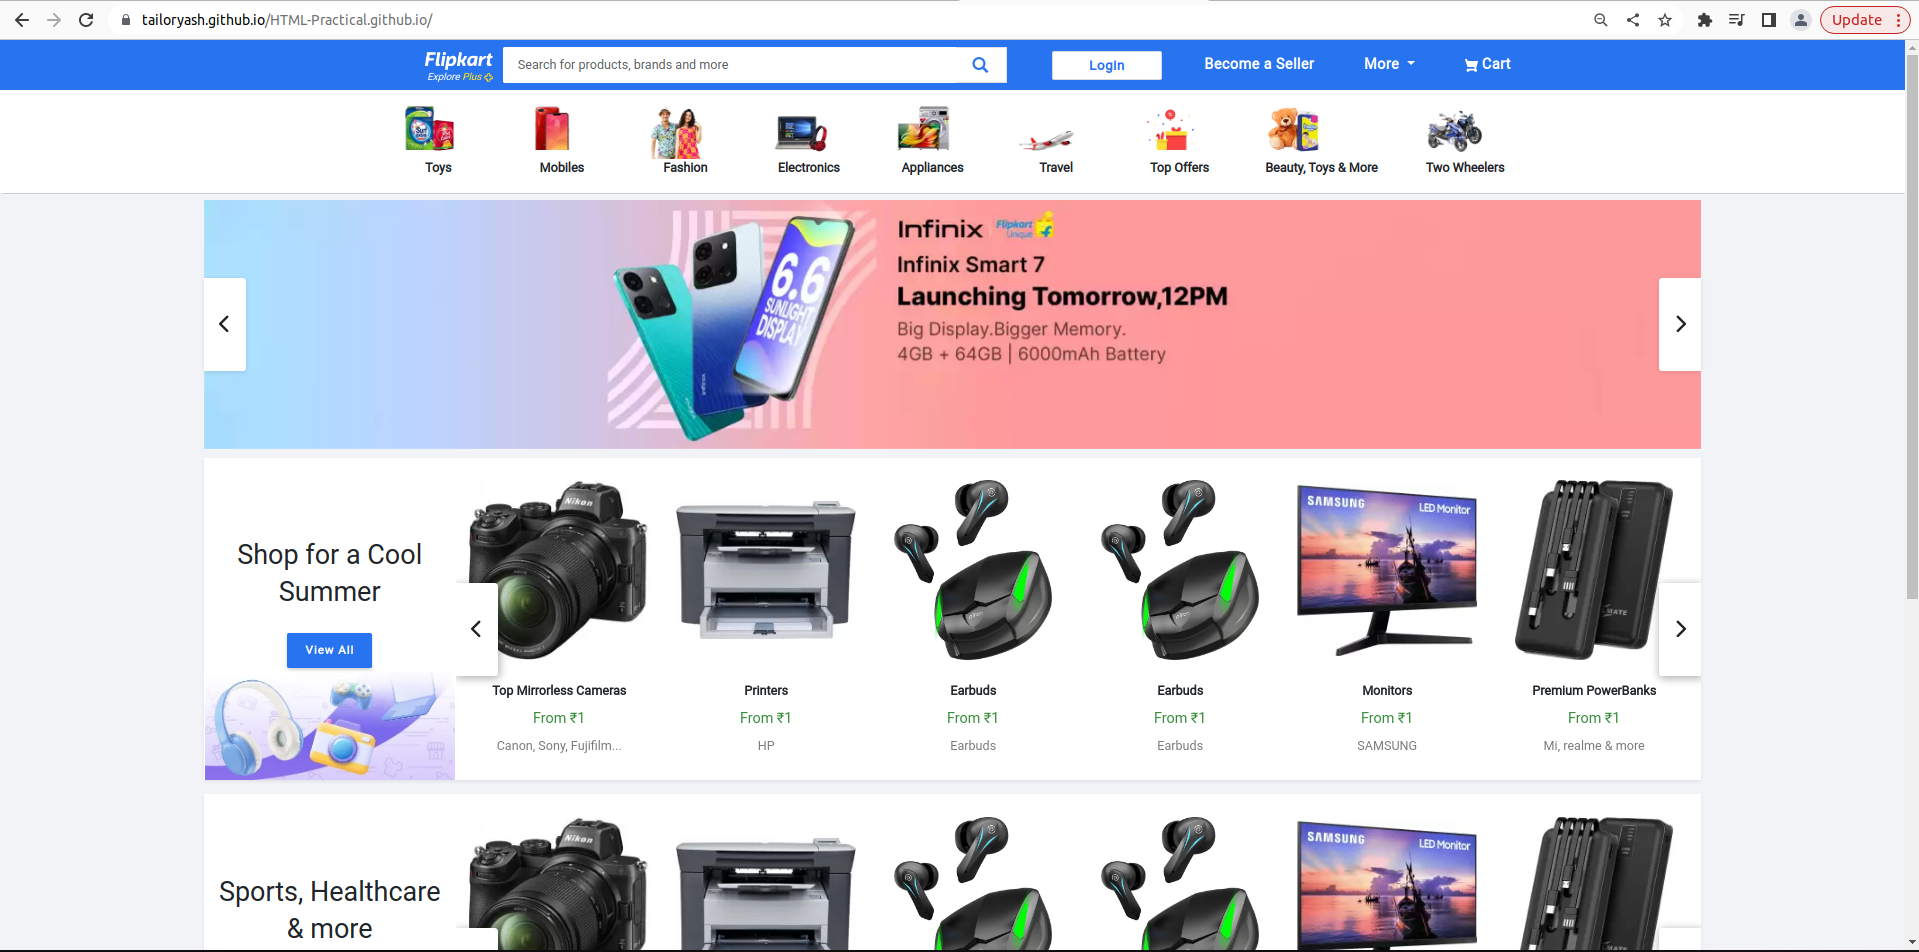 tailoryash.github.io/HTML-Practical.github.io/
Update
Flipkart
Explore Plus
Search for products, brands and more
Login
Become a Seller
More
Cart
Toys
Mobiles
Fashion
Electronics
Appliances
Travel
Top Offers
Beauty, Toys & More
Two Wheelers
Infinix
Flipkart
Unique
Infinix Smart 7
Launching Tomorrow,12PM
Big Display.Bigger Memory.
4GB + 64GB | 6000mAh Battery
6.6
SUNLIGHT
DISPLAY
Infinix
Shop for a Cool
Summer
View All
Nikon
Top Mirrorless Cameras
From ₹1
Canon, Sony, Fujifilm...
Printers
From ₹1
HP
Earbuds
From ₹1
Earbuds
Earbuds
From ₹1
Earbuds
SAMSUNG
LED Monitor
Monitors
From ₹1
SAMSUNG
Premium PowerBanks
From ₹1
Mi, realme & more
Sports, Healthcare
& more
Nikon
SAMSUNG
LED Monitor